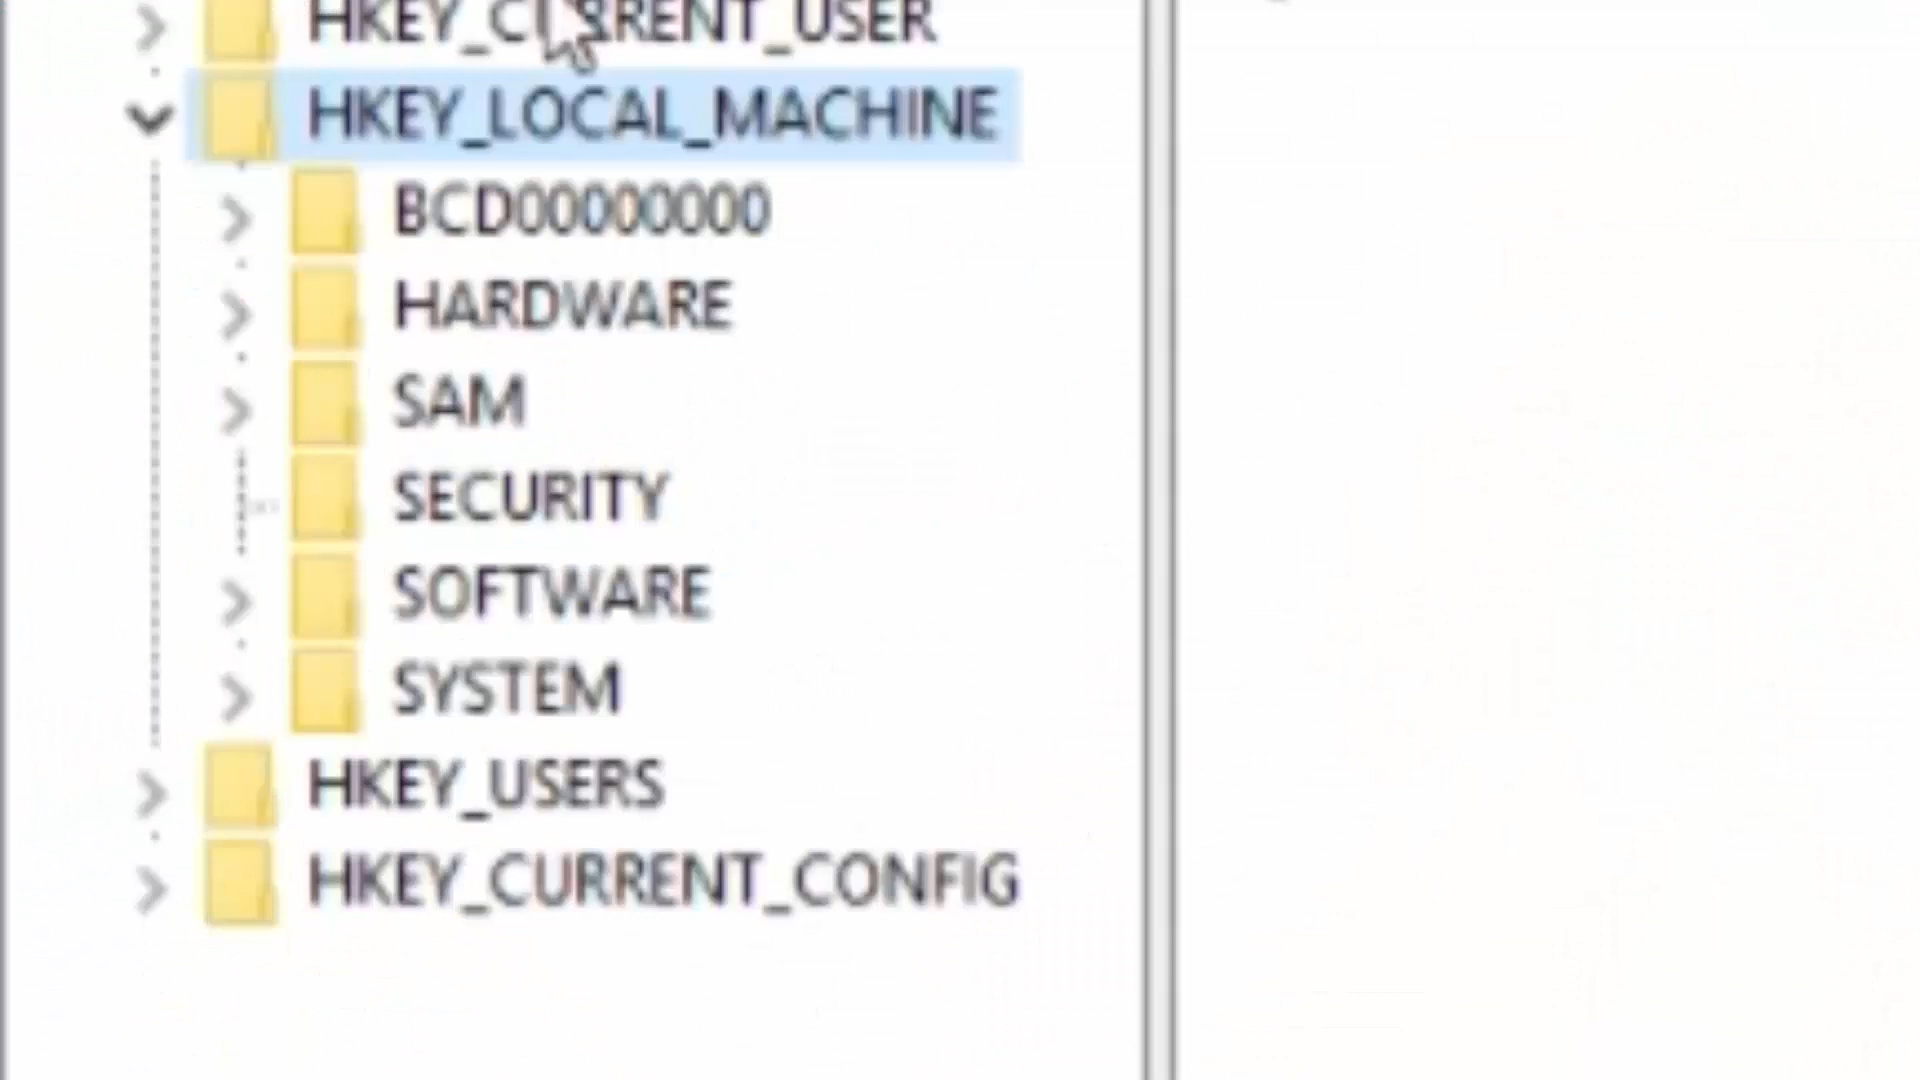 HKEY_CURRENT_USER
HKEY_LOCAL_MACHINE
BCD00000000
HARDWARE
SAM
SECURITY
SOFTWARE
SYSTEM
HKEY_USERS
HKEY_CURRENT_CONFIG